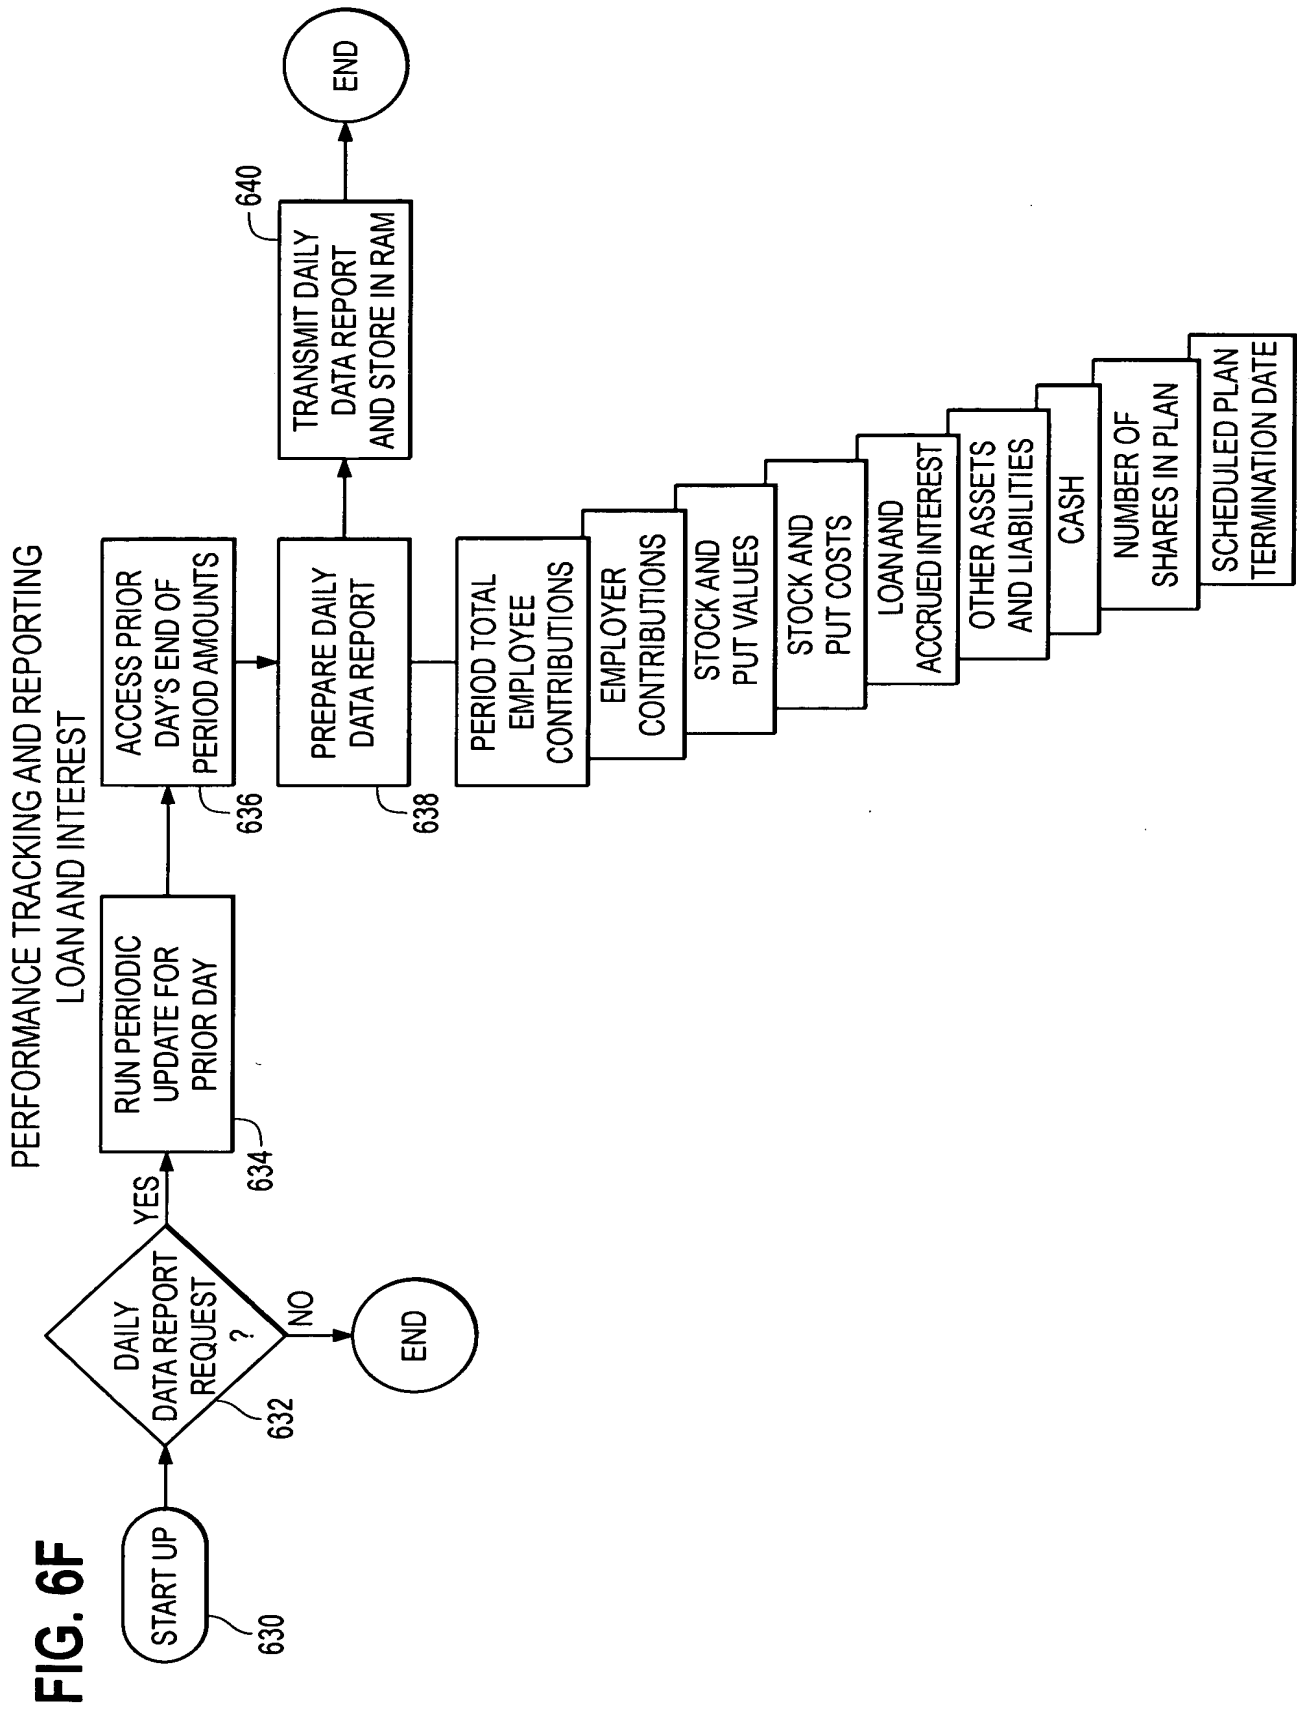 FIG. 6F
PERFORMANCE TRACKING AND REPORTING
LOAN AND INTEREST
START UP
630
DAILY
DATA REPORT
REQUEST
?
632
YES
NO
END
RUN PERIODIC
UPDATE FOR
PRIOR DAY
634
ACCESS PRIOR
DAY'S END OF
PERIOD AMOUNTS
636
PREPARE DAILY
DATA REPORT
638
TRANSMIT DAILY
DATA REPORT
AND STORE IN RAM
640
END
PERIOD TOTAL
EMPLOYEE
CONTRIBUTIONS
EMPLOYER
CONTRIBUTIONS
STOCK AND
PUT VALUES
STOCK AND
PUT COSTS
LOAN AND
ACCRUED INTEREST
OTHER ASSETS
AND LIABILITIES
CASH
NUMBER OF
SHARES IN PLAN
SCHEDULED PLAN
TERMINATION DATE